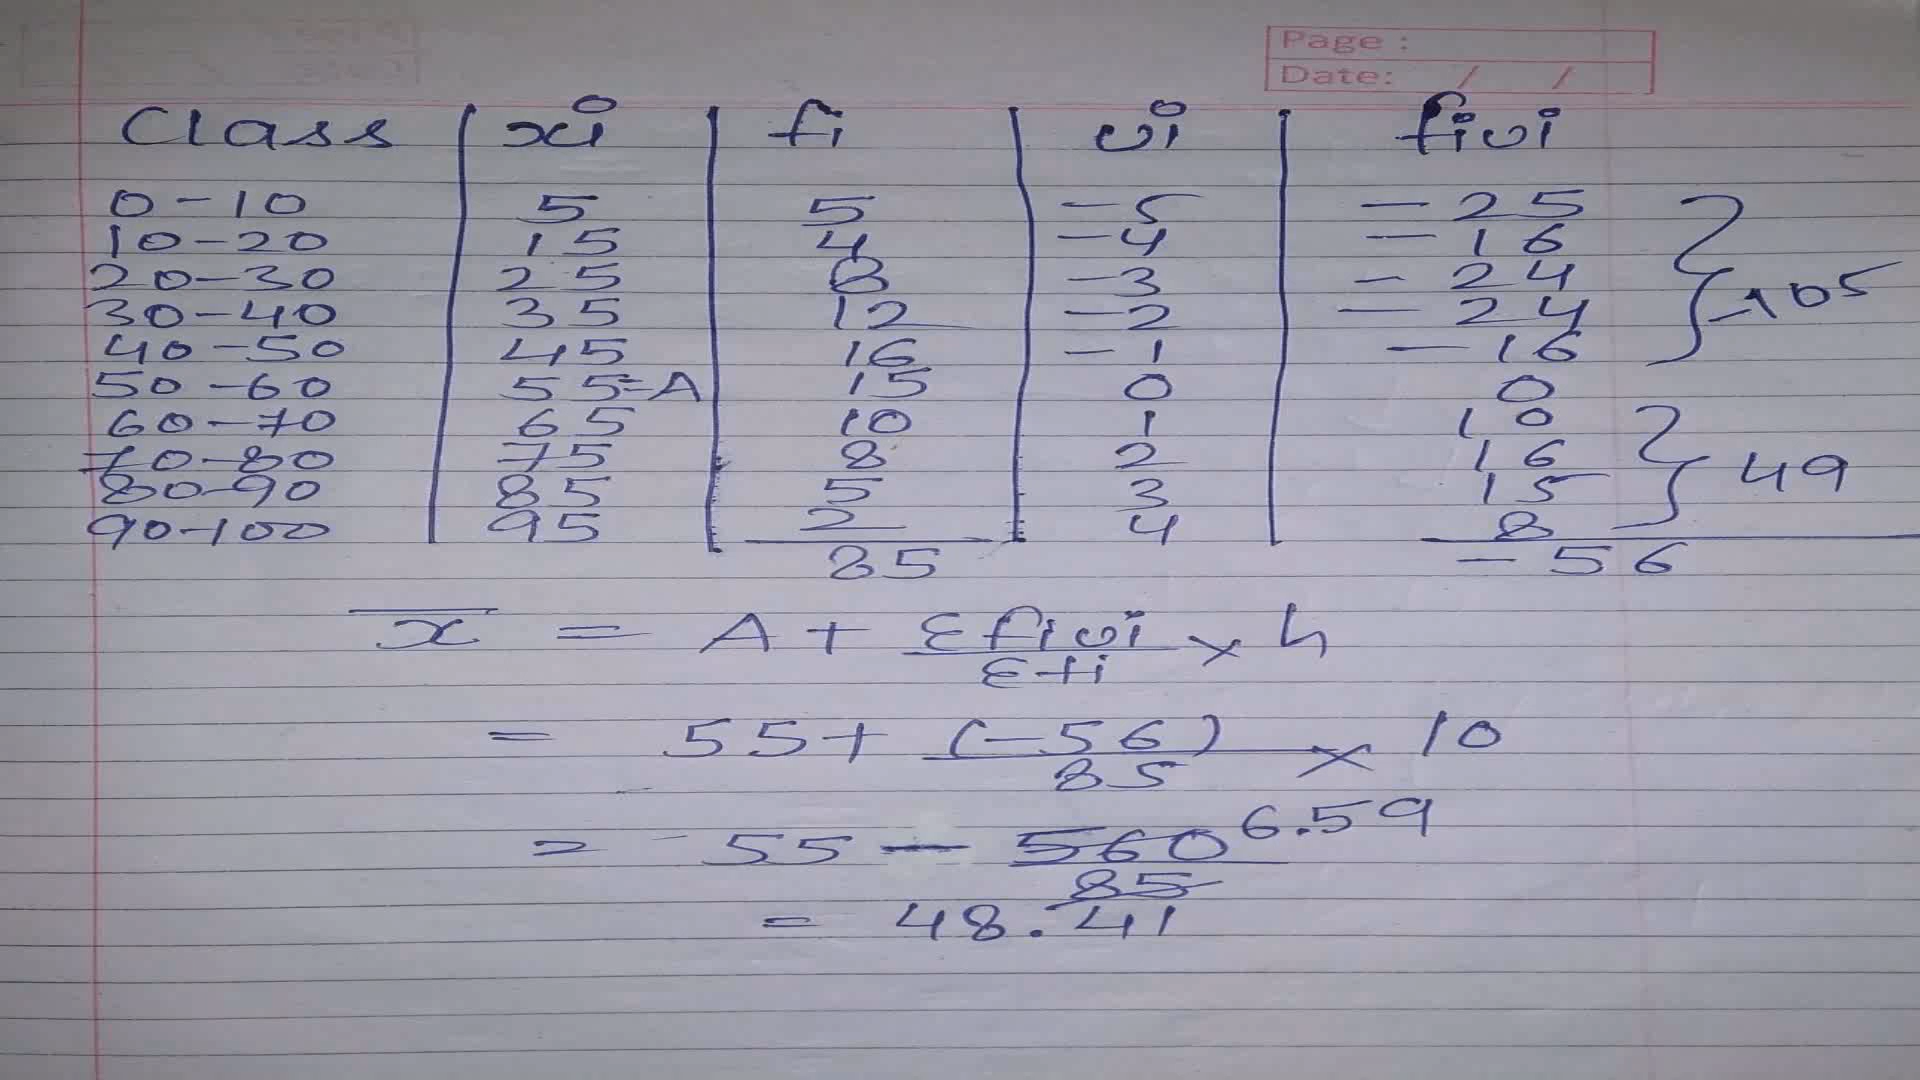 Page :
Date: / /
Class | xi | fi | ui | fiui
0-10 5 5 -5 -25
10-20 15 4 -4 -16
20-30 25 8 -3 -24
30-40 35 12 -2 -24 -105
40-50 45 16 -1 -16
50-60 55=A 15 0 0
60-70 65 10 1 10
70-80 75 8 2 16 49
80-90 85 5 3 15
90-100 95 2 4 8
85 -56
x̄ = A + Σfiui/Σfi × h
= 55 + (-56)/85 × 10
= 55 - 560/85 6.59
= 48.41